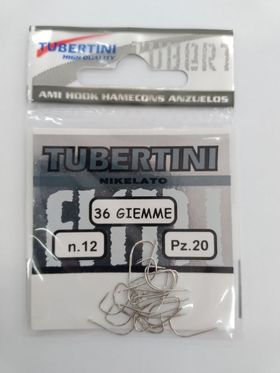 TUBERTINI
HIGH QUALITY
AMI HOOK HAMECONS ANZUELOS
TUBERTINI
NIKELATO
36 GIEMME
n.12
Pz.20